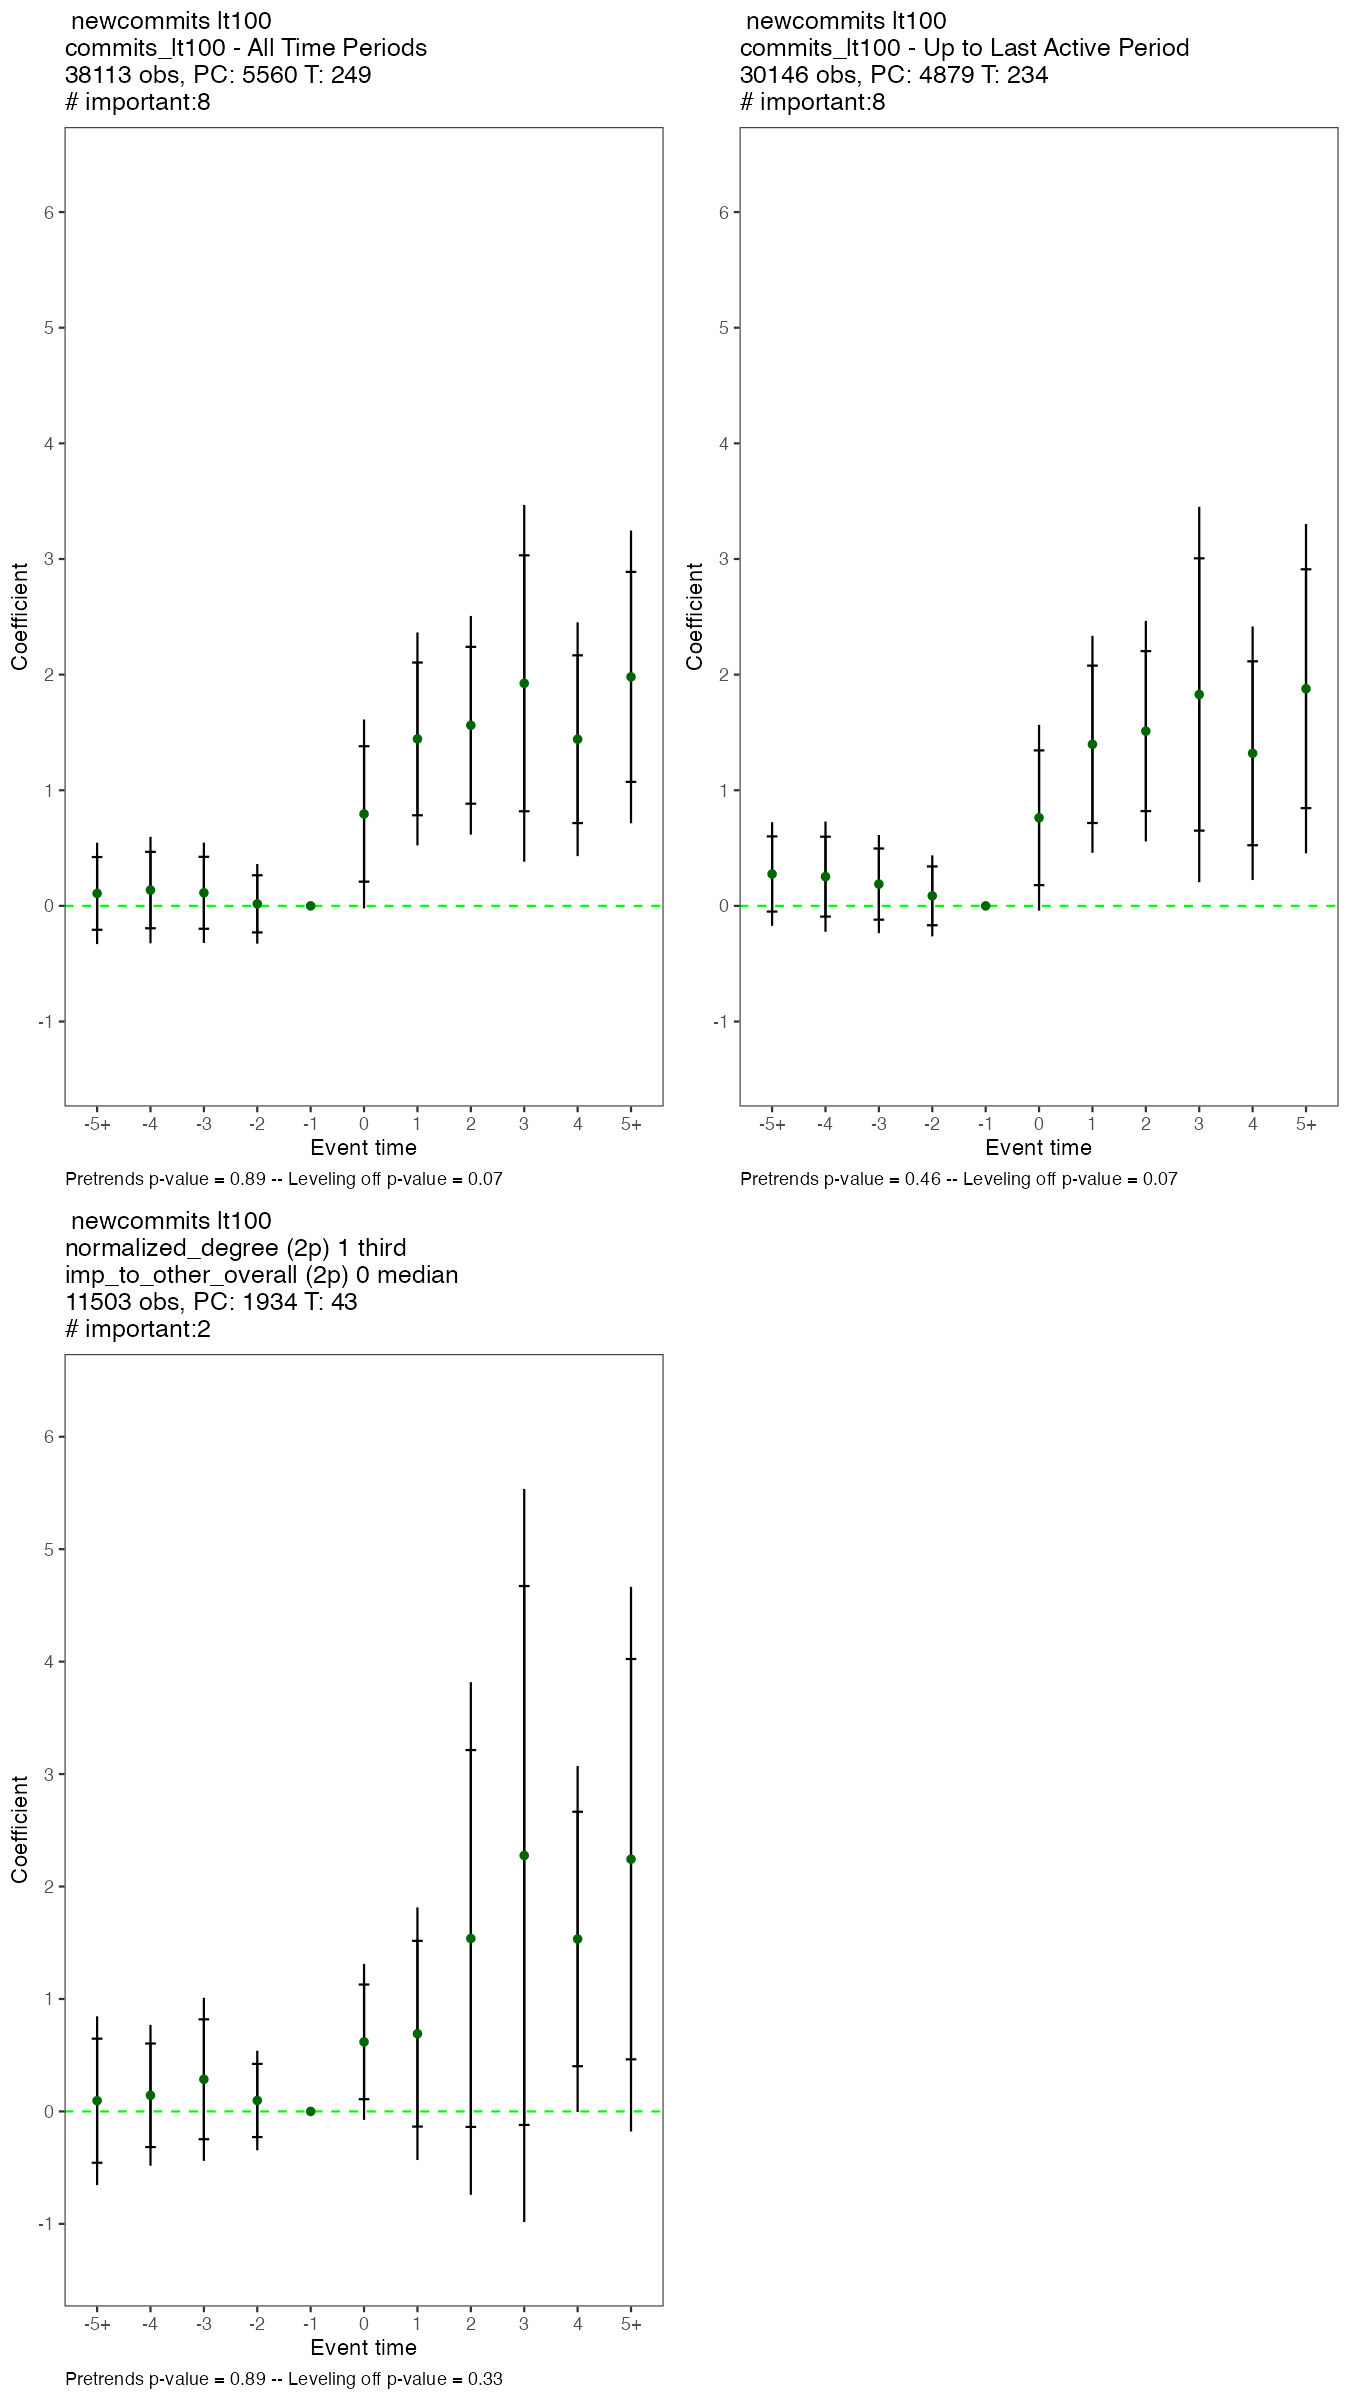 newcommits lt100
commits_lt100 - All Time Periods
38113 obs, PC: 5560 T: 249
# important:8
6
5
4
3
2
1
0
-1
Coefficient
-5+ -4 -3 -2 -1 0 1 2 3 4 5+
Event time
Pretrends p-value = 0.89 -- Leveling off p-value = 0.07
newcommits lt100
commits_lt100 - Up to Last Active Period
30146 obs, PC: 4879 T: 234
# important:8
6
5
4
3
2
1
0
-1
Coefficient
-5+ -4 -3 -2 -1 0 1 2 3 4 5+
Event time
Pretrends p-value = 0.46 -- Leveling off p-value = 0.07
newcommits lt100
normalized_degree (2p) 1 third
imp_to_other_overall (2p) 0 median
11503 obs, PC: 1934 T: 43
# important:2
6
5
4
3
2
1
0
-1
Coefficient
-5+ -4 -3 -2 -1 0 1 2 3 4 5+
Event time
Pretrends p-value = 0.89 -- Leveling off p-value = 0.33